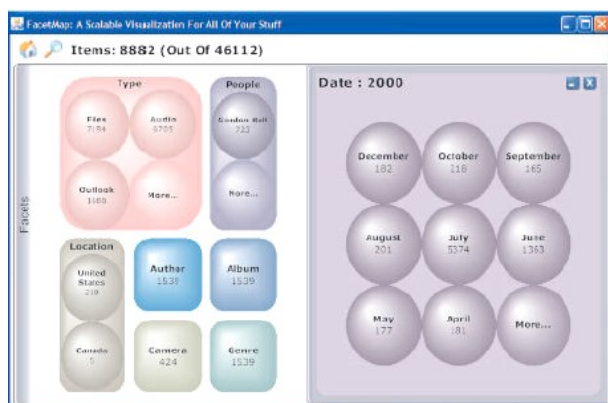 FacetMap: A Scalable Visualization For All Of Your Stuff
Items: 8882 (Out Of 46112)
Facets
Type
Files
Audio
Outlook
More...
People
Gordon Bell
723
More...
Location
United
States
Canada
5
Author
1539
Album
1539
Camera
424
Genre
1539
Date : 2000
December
182
October
118
September
165
August
201
July
5374
June
1363
May
177
April
181
More...